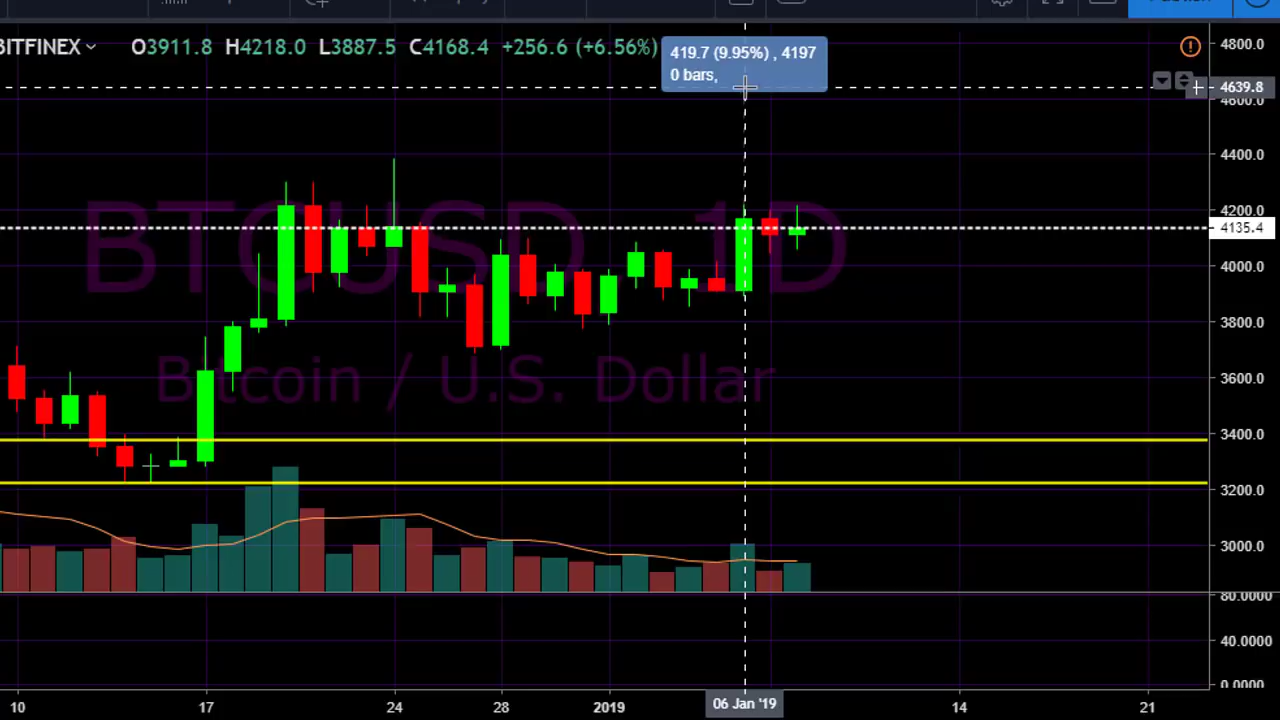 BITFINEX O3911.8 H4218.0 L3887.5 C4168.4 +256.6 (+6.56%)
419.7 (9.95%) , 4197
0 bars,
4800.0
4639.8
4600.0
4400.0
4200.0
4135.4
4000.0
3800.0
3600.0
3400.0
3200.0
3000.0
80.0000
40.0000
0.0000
BTCUSD, 1D
Bitcoin / U.S. Dollar
10 17 24 28 2019 06 Jan '19 14 21